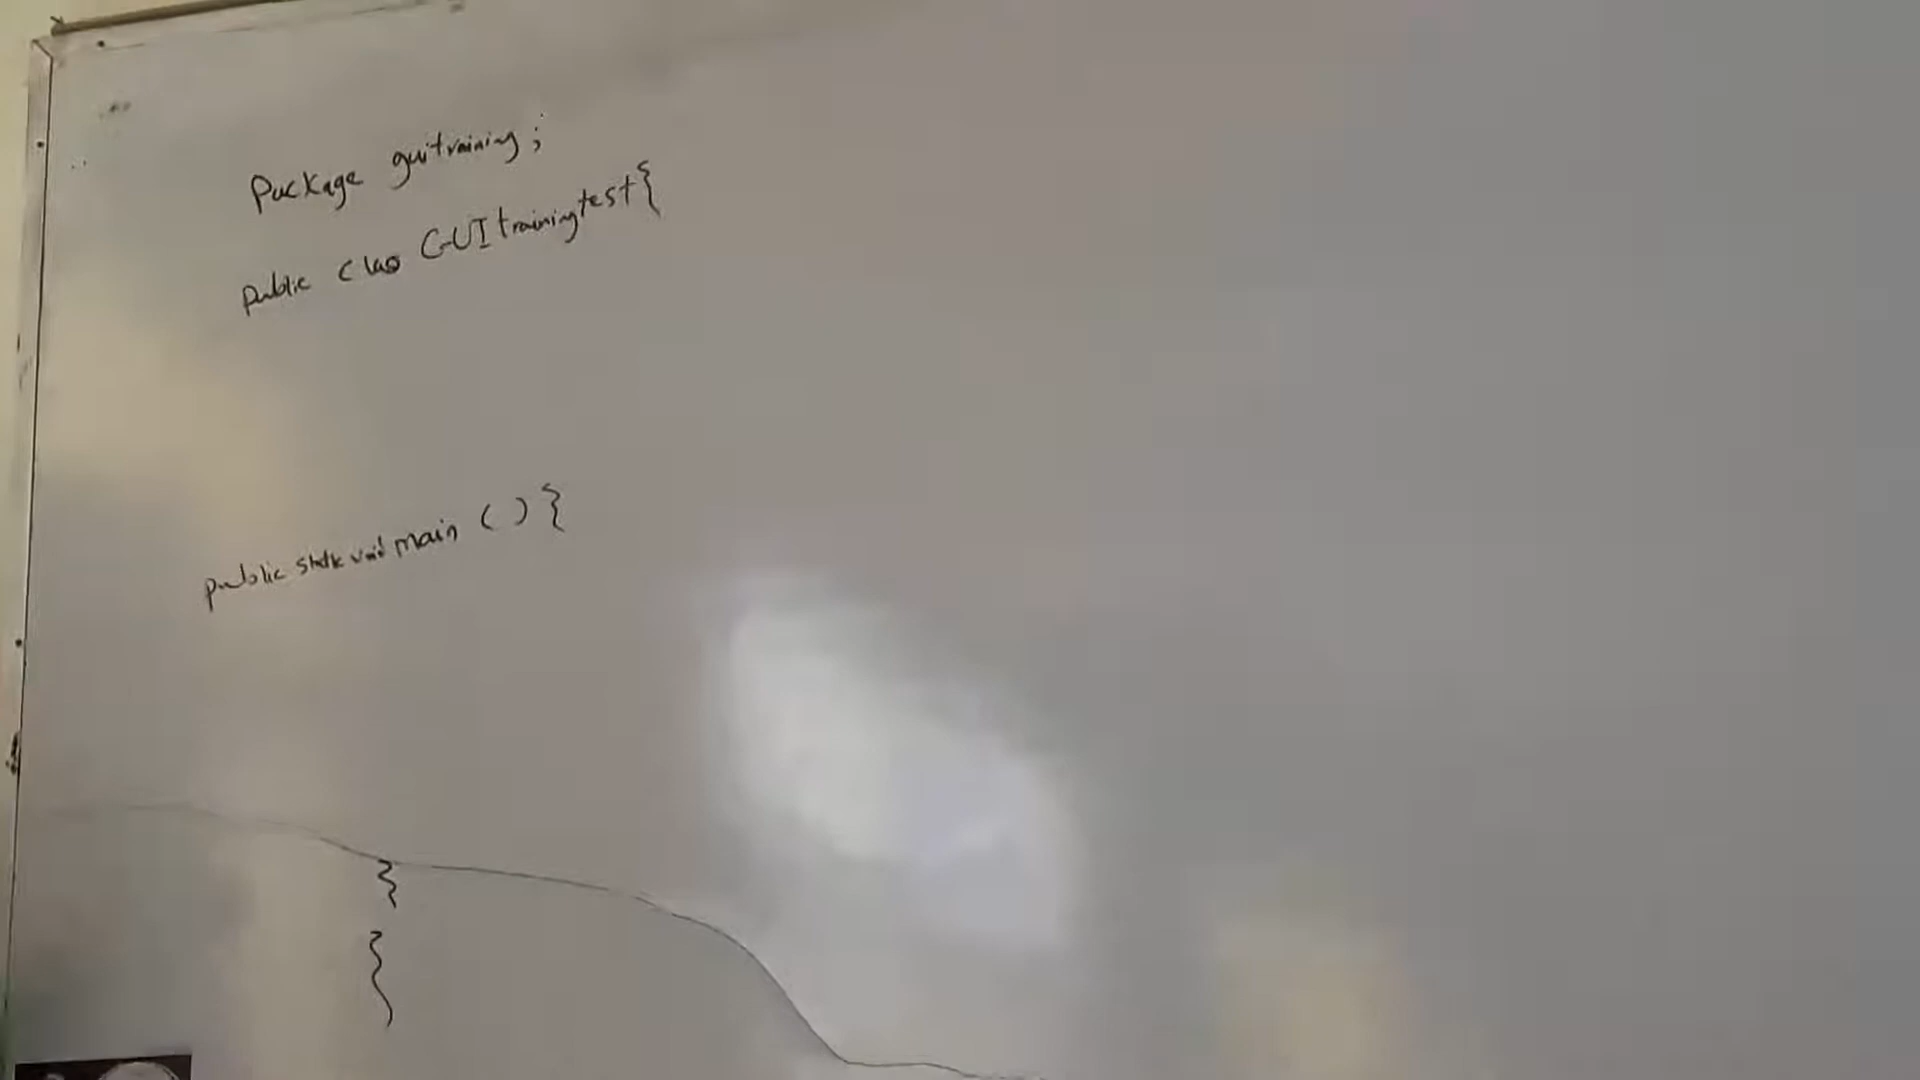 Package guitraining;
public class GUItrainingtest{
public static void main ( ) {
}
}